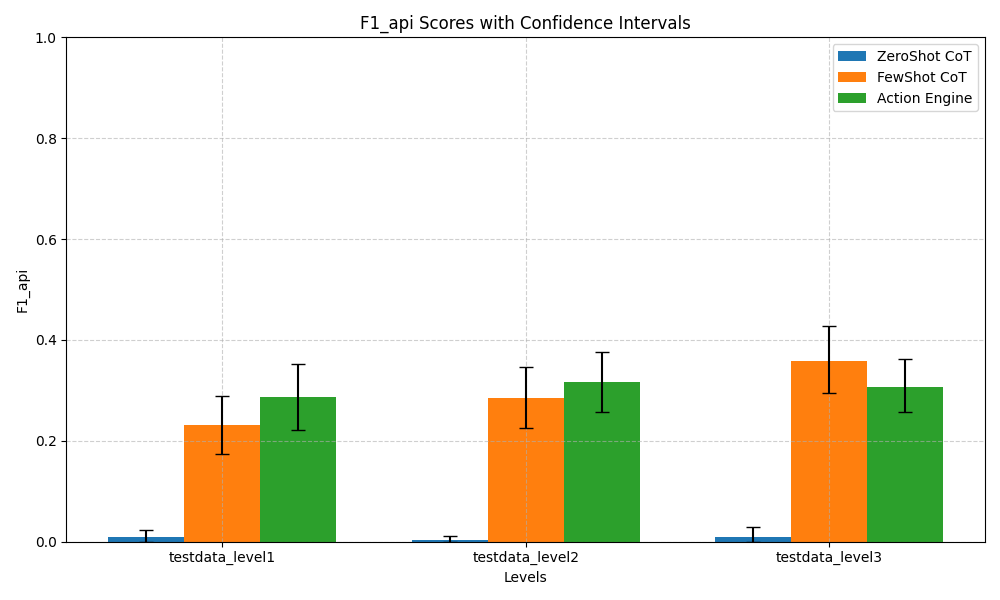 F1_api Scores with Confidence Intervals
1.0
0.8
0.6
0.4
0.2
0.0
F1_api
ZeroShot CoT
FewShot CoT
Action Engine
testdata_level1
testdata_level2
testdata_level3
Levels